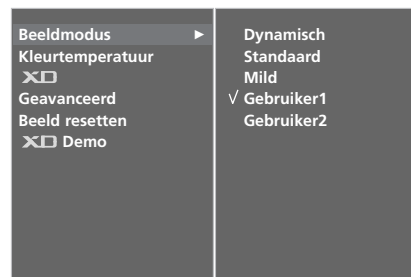 Beeldmodus ►
Kleurtemperatuur
XD
Geavanceerd
Beeld resetten
XD Demo
Dynamisch
Standaard
Mild
√ Gebruiker1
Gebruiker2